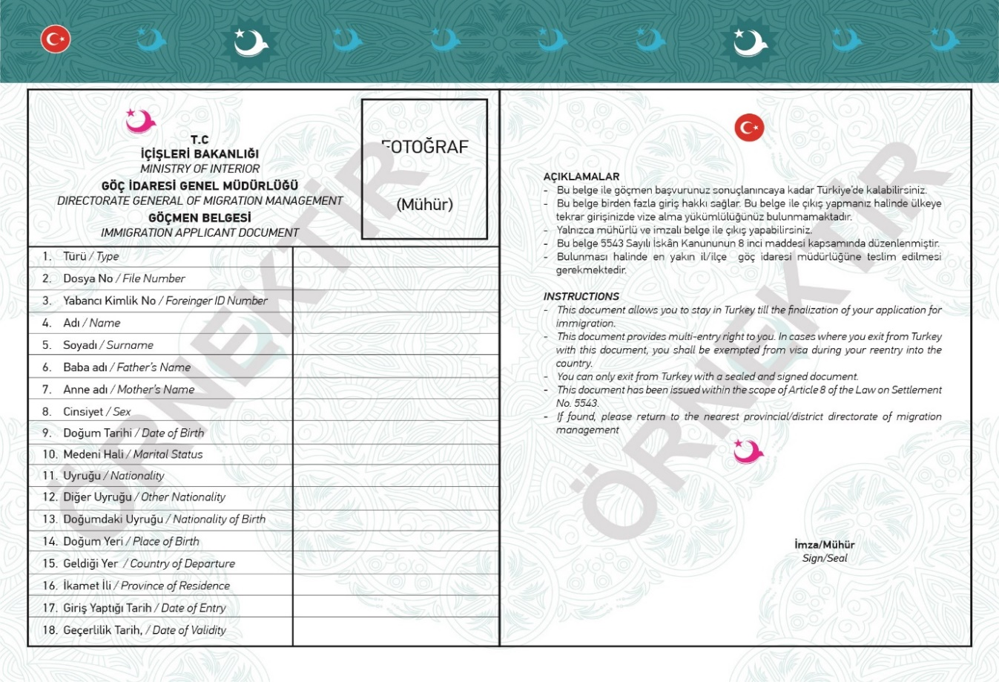 T.C
İÇİŞLERİ BAKANLIĞI
MINISTRY OF INTERIOR
GÖÇ İDARESİ GENEL MÜDÜRLÜĞÜ
DIRECTORATE GENERAL OF MIGRATION MANAGEMENT
GÖÇMEN BELGESİ
IMMIGRATION APPLICANT DOCUMENT
FOTOĞRAF
(Mühür)
1. Türü / Type
2. Dosya No / File Number
3. Yabancı Kimlik No / Foreinger ID Number
4. Adı / Name
5. Soyadı / Surname
6. Baba adı / Father's Name
7. Anne adı / Mother's Name
8. Cinsiyet / Sex
9. Doğum Tarihi / Date of Birth
10. Medeni Hali / Marital Status
11. Uyruğu / Nationality
12. Diğer Uyruğu / Other Nationality
13. Doğumdaki Uyruğu / Nationality of Birth
14. Doğum Yeri / Place of Birth
15. Geldiği Yer / Country of Departure
16. İkamet İli / Province of Residence
17. Giriş Yaptığı Tarih / Date of Entry
18. Geçerlilik Tarih, / Date of Validity
ÖRNEKTİR
AÇIKLAMALAR
- Bu belge ile göçmen başvurunuz sonuçlanıncaya kadar Türkiye'de kalabilirsiniz.
- Bu belge birden fazla giriş hakkı sağlar. Bu belge ile çıkış yapmanız halinde ülkeye
tekrar girişinizde vize alma yükümlülüğünüz bulunmamaktadır.
- Yalnızca mühürlü ve imzalı belge ile çıkış yapabilirsiniz.
- Bu belge 5543 Sayılı İskân Kanununun 8 inci maddesi kapsamında düzenlenmiştir.
- Bulunması halinde en yakın il/ilçe göç idaresi müdürlüğüne teslim edilmesi
gerekmektedir.
INSTRUCTIONS
- This document allows you to stay in Turkey till the finalization of your application for
immigration.
- This document provides multi-entry right to you. In cases where you exit from Turkey
with this document, you shall be exempted from visa during your reentry into the
country.
- You can only exit from Turkey with a sealed and signed document.
- This document has been issued within the scope of Article 8 of the Law on Settlement
No. 5543.
- If found, please return to the nearest provincial/district directorate of migration
management
İmza/Mühür
Sign/Seal
ÖRNEKTİR